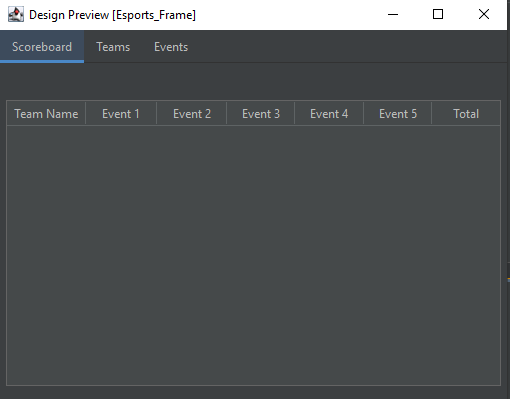 Design Preview [Esports_Frame]
Scoreboard Teams Events
Team Name Event 1 Event 2 Event 3 Event 4 Event 5 Total